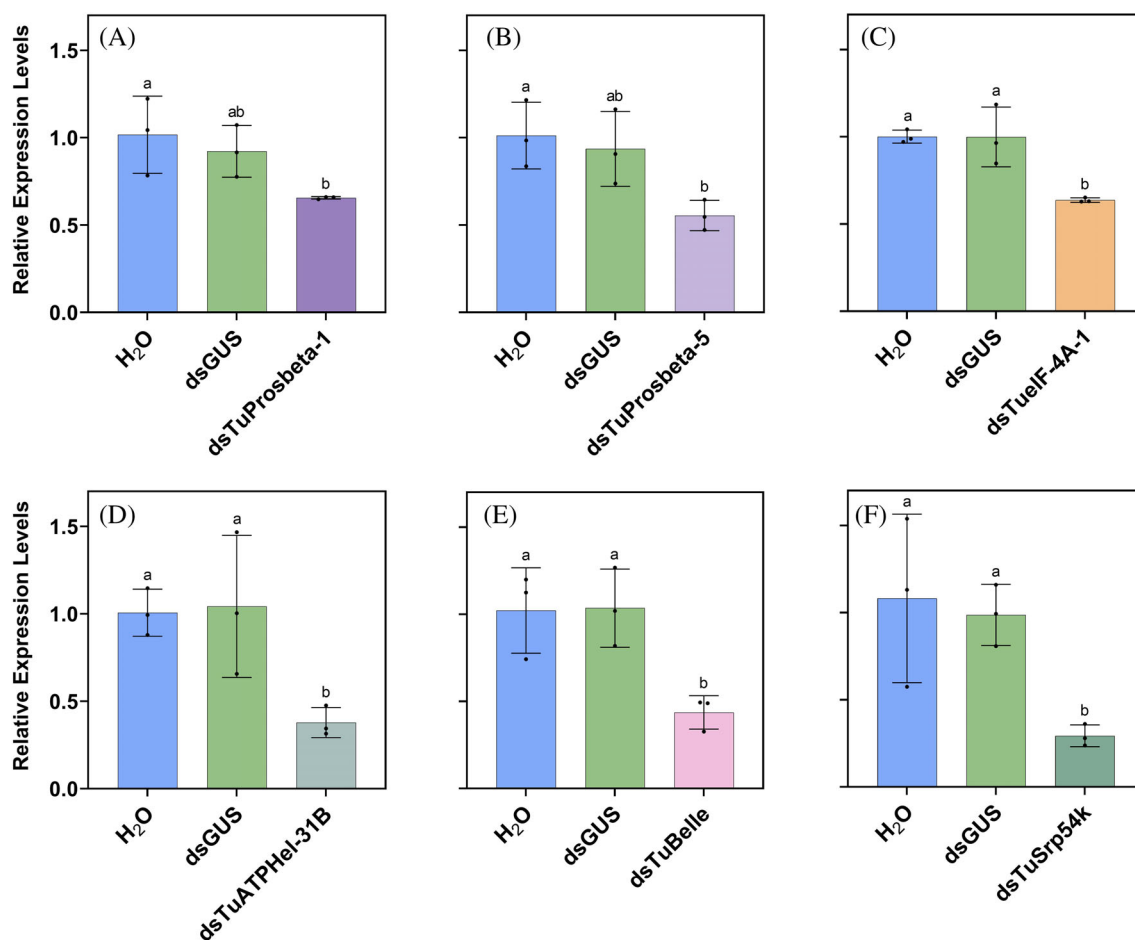 (A)
(B)
(C)
Relative Expression Levels
1.5
1.0
0.5
0.0
a
ab
b
a
ab
b
a
a
b
H₂O
dsGUS
dsTuProsbeta-1
H₂O
dsGUS
dsTuProsbeta-5
H₂O
dsGUS
dsTueIF-4A-1
(D)
(E)
(F)
Relative Expression Levels
1.5
1.0
0.5
0.0
a
a
b
a
a
b
a
a
b
H₂O
dsGUS
dsTuATPHel-31B
H₂O
dsGUS
dsTuBelle
H₂O
dsGUS
dsTuSrp54k